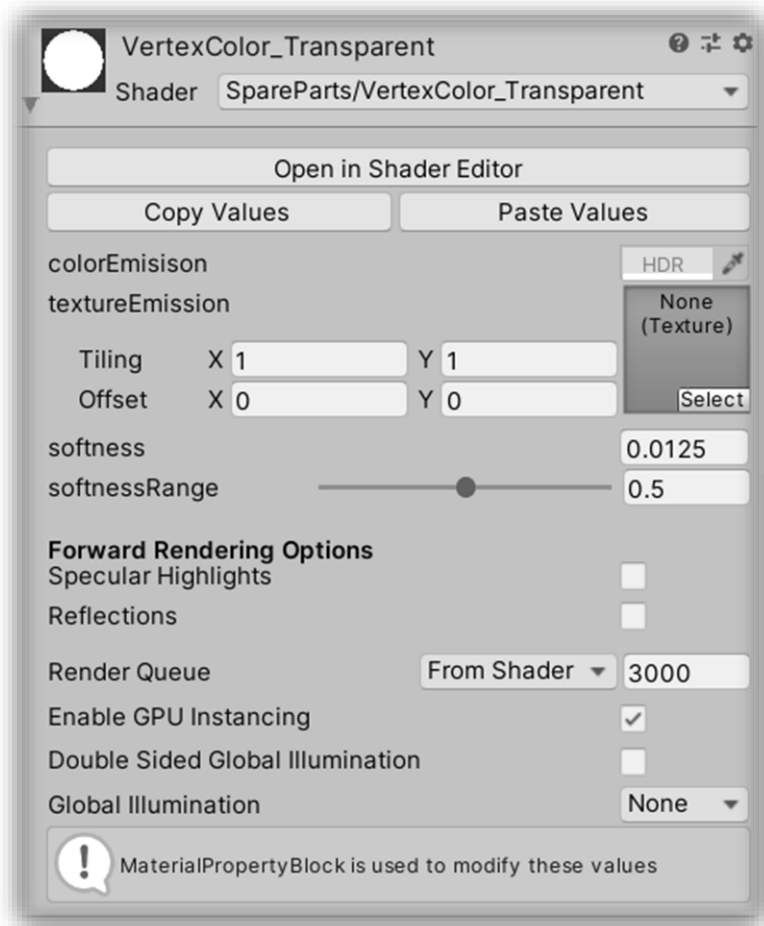 VertexColor_Transparent
Shader SpareParts/VertexColor_Transparent
Open in Shader Editor
Copy Values Paste Values
colorEmisison HDR
textureEmission None
(Texture)
Tiling X 1 Y 1
Offset X 0 Y 0 Select
softness 0.0125
softnessRange 0.5
Forward Rendering Options
Specular Highlights
Reflections
Render Queue From Shader 3000
Enable GPU Instancing
Double Sided Global Illumination
Global Illumination None
MaterialPropertyBlock is used to modify these values